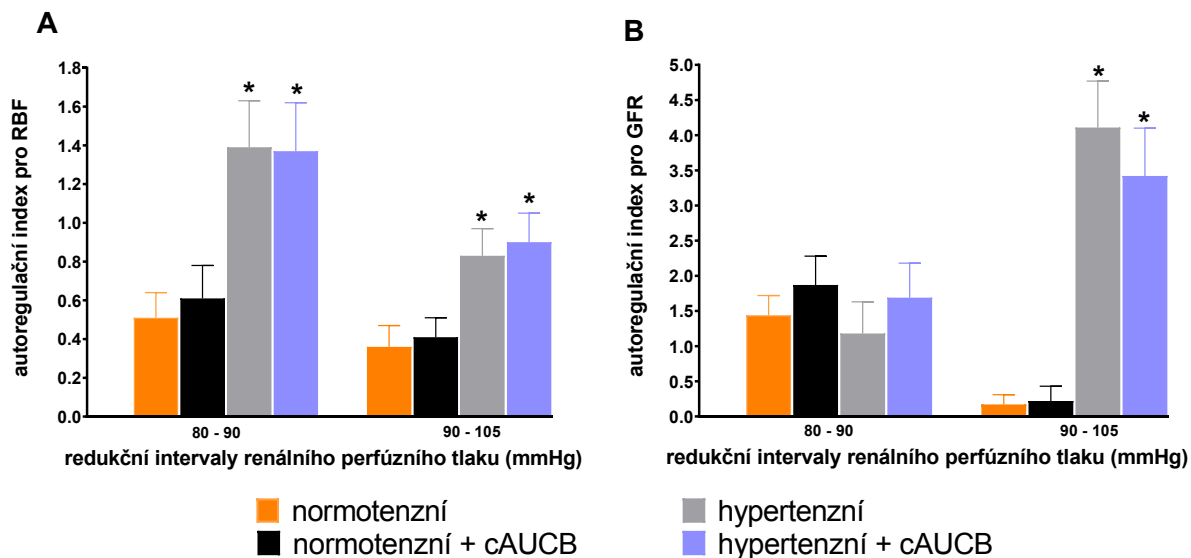 A
autoregulační index pro RBF
1.8
1.6
1.4
1.2
1.0
0.8
0.6
0.4
0.2
0.0
* *
* *
80 - 90 90 - 105
redukční intervaly renálního perfúzního tlaku (mmHg)
B
autoregulační index pro GFR
5.0
4.5
4.0
3.5
3.0
2.5
2.0
1.5
1.0
0.5
0.0
*
*
80 - 90 90 - 105
redukční intervaly renálního perfúzního tlaku (mmHg)
normotenzní
normotenzní + cAUCB
hypertenzní
hypertenzní + cAUCB